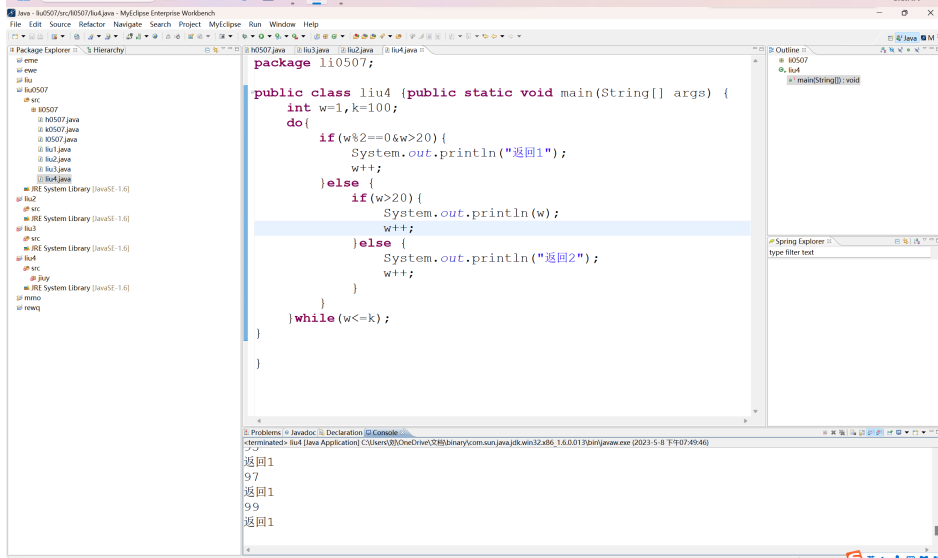 Java - liu0507/src/li0507/liu4.java - MyEclipse Enterprise Workbench
File Edit Source Refactor Navigate Search Project MyEclipse Run Window Help
Java
Package Explorer Hierarchy
eme
ewe
liu
liu0507
src
li0507
h0507.java
k0507.java
l0507.java
liu1.java
liu2.java
liu3.java
liu4.java
JRE System Library [JavaSE-1.6]
liu2
src
JRE System Library [JavaSE-1.6]
liu3
src
JRE System Library [JavaSE-1.6]
liu4
src
jiuy
JRE System Library [JavaSE-1.6]
mmo
rewq
h0507.java liu3.java liu2.java liu4.java
package li0507;
public class liu4 {public static void main(String[] args) {
int w=1,k=100;
do{
if(w%2==0&w>20){
System.out.println("返回1");
w++;
}else {
if(w>20){
System.out.println(w);
w++;
}else {
System.out.println("返回2");
w++;
}
}
}while(w<=k);
}
}
Outline
li0507
liu4
main(String[]) : void
Spring Explorer
type filter text
Problems Javadoc Declaration Console
<terminated> liu4 [Java Application] C:\Users\刘\OneDrive\文档\binary\com.sun.java.jdk.win32.x86_1.6.0.013\bin\javaw.exe (2023-5-8 下午07:49:46)
返回1
97
返回1
99
返回1